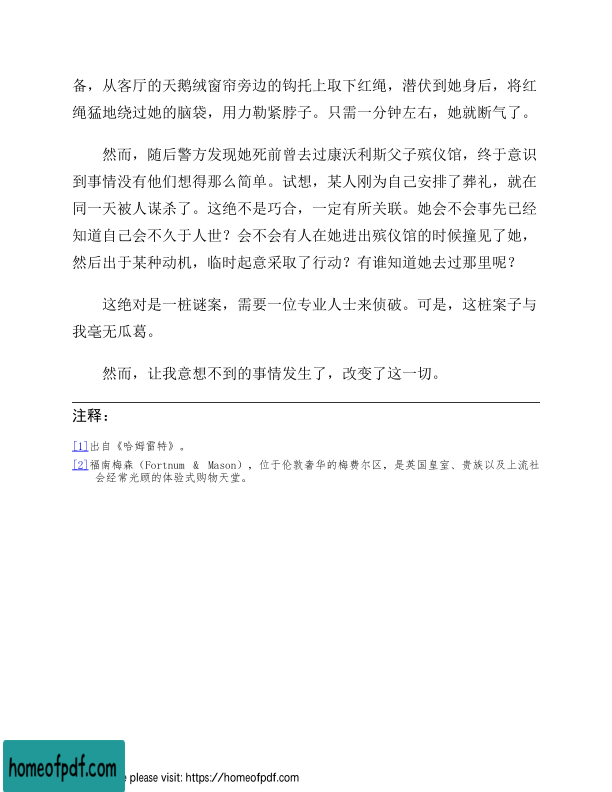 备，从客厅的天鹅绒窗帘旁边的钩托上取下红绳，潜伏到她身后，将红
绳猛地绕过她的脑袋，用力勒紧脖子。只需一分钟左右，她就断气了。
然而，随后警方发现她死前曾去过康沃利斯父子殡仪馆，终于意识
到事情没有他们想得那么简单。试想，某人刚为自己安排了葬礼，就在
同一天被人谋杀了。这绝不是巧合，一定有所关联。她会不会事先已经
知道自己会不久于人世？会不会有人在她进出殡仪馆的时候撞见了她，
然后出于某种动机，临时起意采取了行动？有谁知道她去过那里呢？
这绝对是一桩谜案，需要一位专业人士来侦破。可是，这桩案子与
我毫无瓜葛。
然而，让我意想不到的事情发生了，改变了这一切。
注释：
[1]出自《哈姆雷特》。
[2]福南梅森（Fortnum & Mason），位于伦敦奢华的梅费尔区，是英国皇室、贵族以及上流社
会经常光顾的体验式购物天堂。
homeofpdf.com
e please visit: https://homeofpdf.com